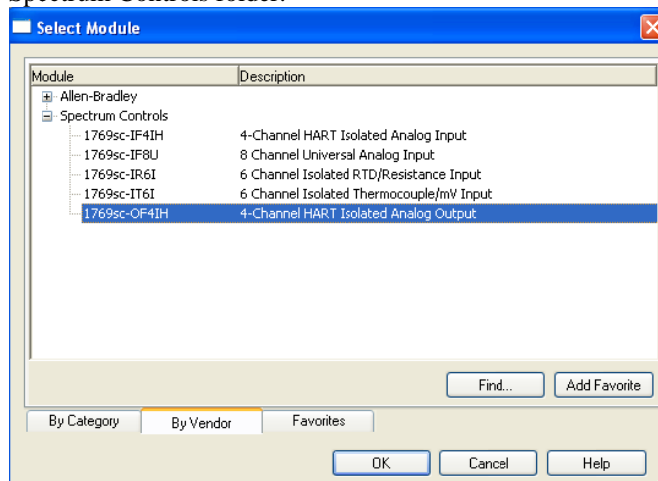 Spectrum Controls folder.
Select Module
Module Description
Allen-Bradley
Spectrum Controls
1769sc-IF4IH 4-Channel HART Isolated Analog Input
1769sc-IF8U 8 Channel Universal Analog Input
1769sc-IR6I 6 Channel Isolated RTD/Resistance Input
1769sc-IT6I 6 Channel Isolated Thermocouple/mV Input
1769sc-OF4IH 4-Channel HART Isolated Analog Output
Find... Add Favorite
By Category By Vendor Favorites
OK Cancel Help